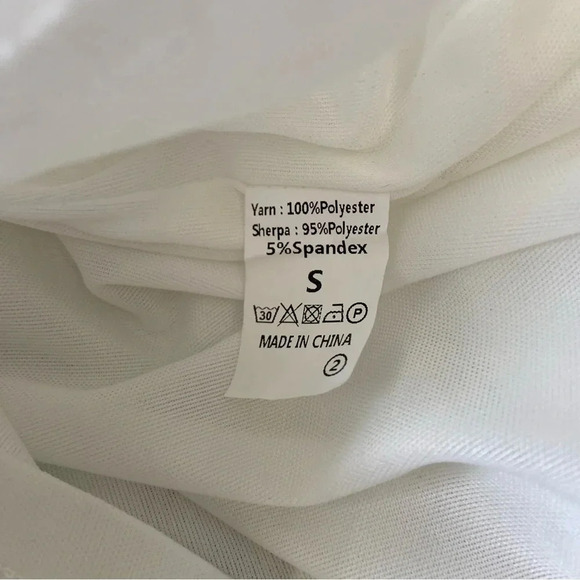 Yarn : 100%Polyester
Sherpa : 95%Polyester
5%Spandex
S
30 P
MADE IN CHINA
2